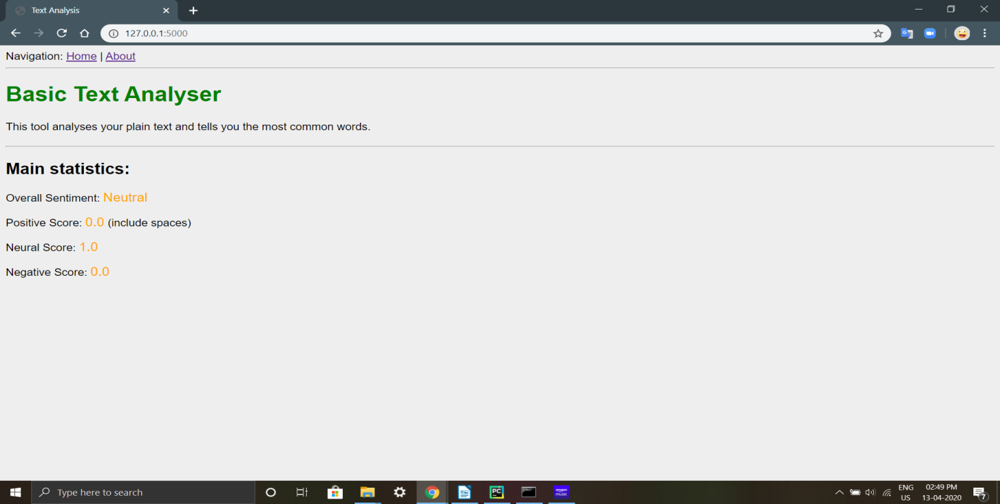 Text Analysis
127.0.0.1:5000
Navigation: Home | About
Basic Text Analyser
This tool analyses your plain text and tells you the most common words.
Main statistics:
Overall Sentiment: Neutral
Positive Score: 0.0 (include spaces)
Neural Score: 1.0
Negative Score: 0.0
Type here to search
PC
ENG
US
02:49 PM
13-04-2020
7